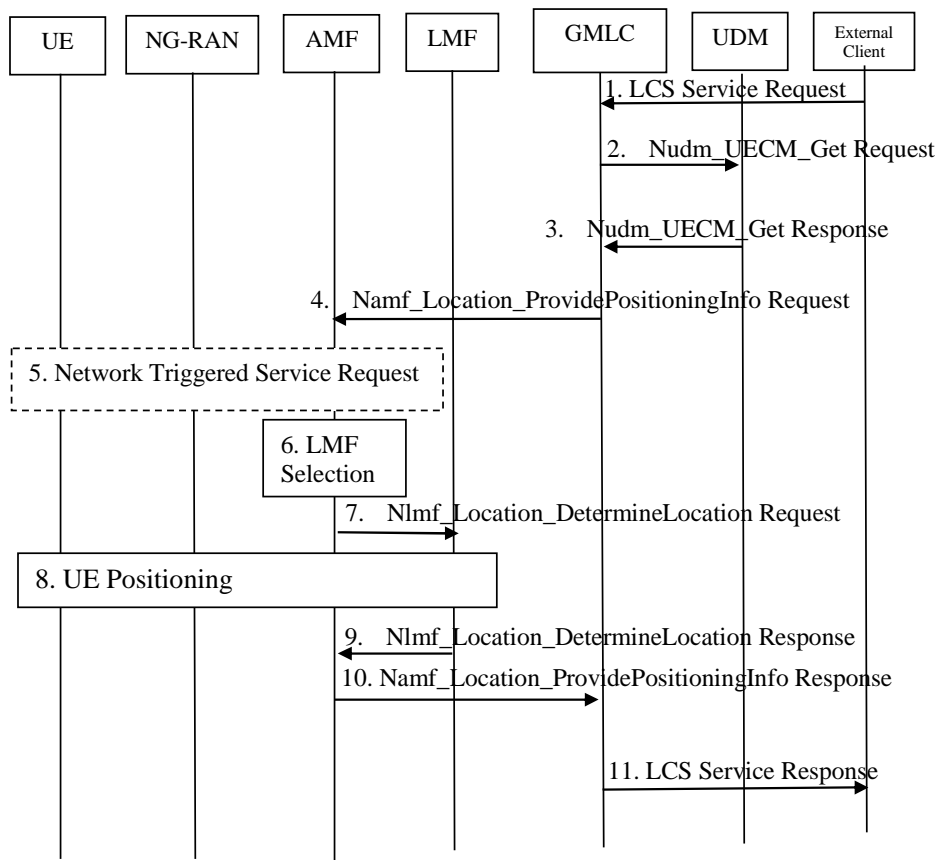 UE
NG-RAN
AMF
LMF
GMLC
UDM
External
Client
1. LCS Service Request
2. Nudm_UECM_Get Request
3. Nudm_UECM_Get Response
4. Namf_Location_ProvidePositioningInfo Request
5. Network Triggered Service Request
6. LMF
Selection
7. Nlmf_Location_DetermineLocation Request
8. UE Positioning
9. Nlmf_Location_DetermineLocation Response
10. Namf_Location_ProvidePositioningInfo Response
11. LCS Service Response